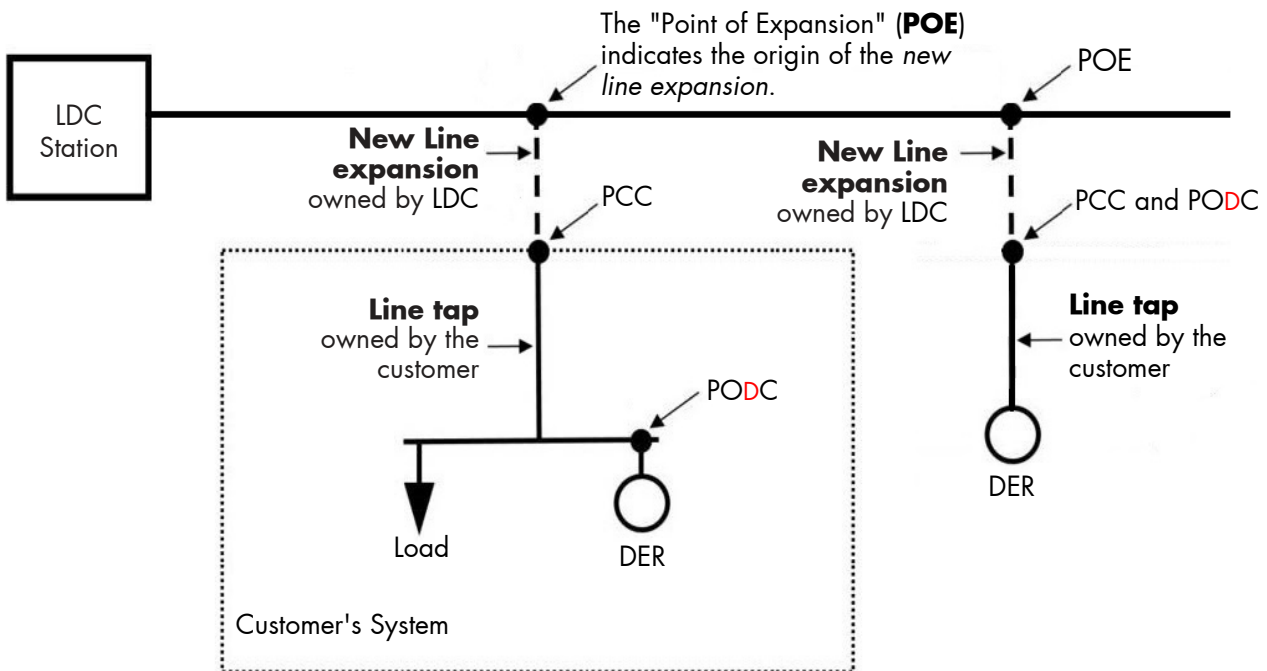 The "Point of Expansion" (POE)
indicates the origin of the new
line expansion.
POE
LDC
Station
New Line
expansion
owned by LDC
PCC
New Line
expansion
owned by LDC
PCC and PODC
Line tap
owned by the
customer
PODC
Load
DER
Customer's System
Line tap
owned by the
customer
DER